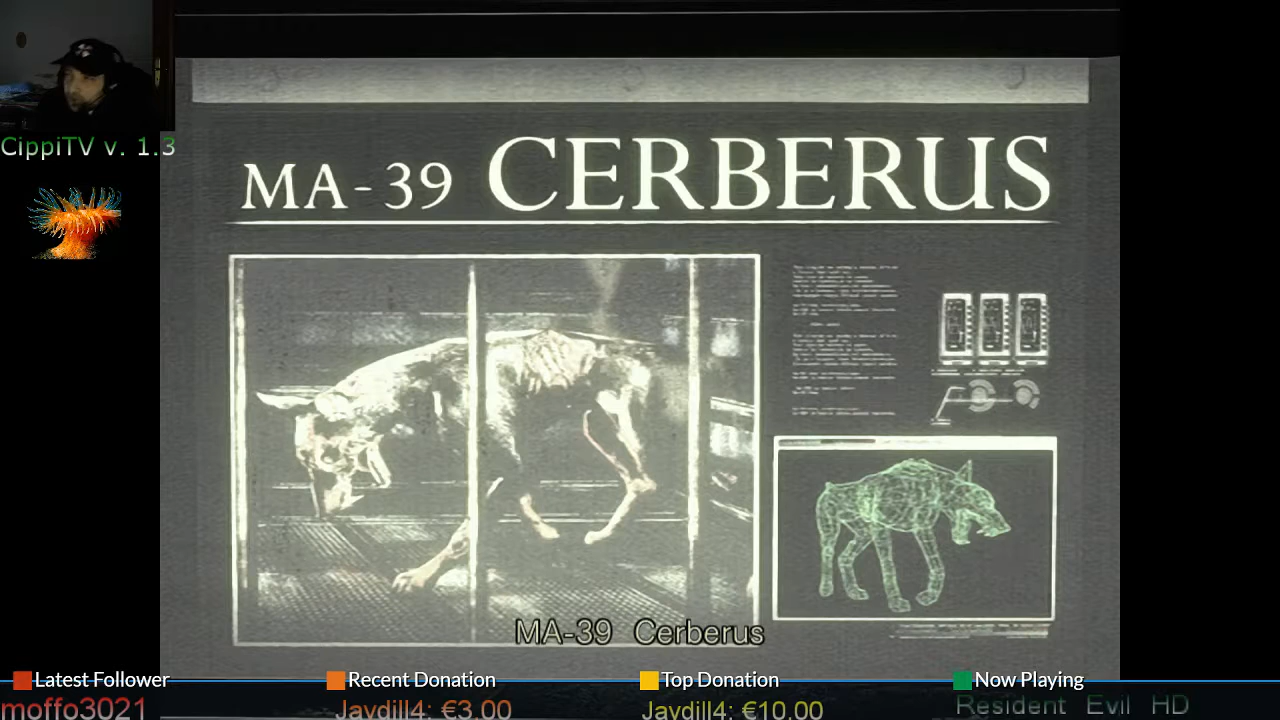 CippiTV v. 1.3
MA-39 CERBERUS
MA-39 Cerberus
Latest Follower
Recent Donation
Top Donation
Now Playing
moffo3021
Jaydill4: €3.00
Jaydill4: €10.00
Resident Evil HD